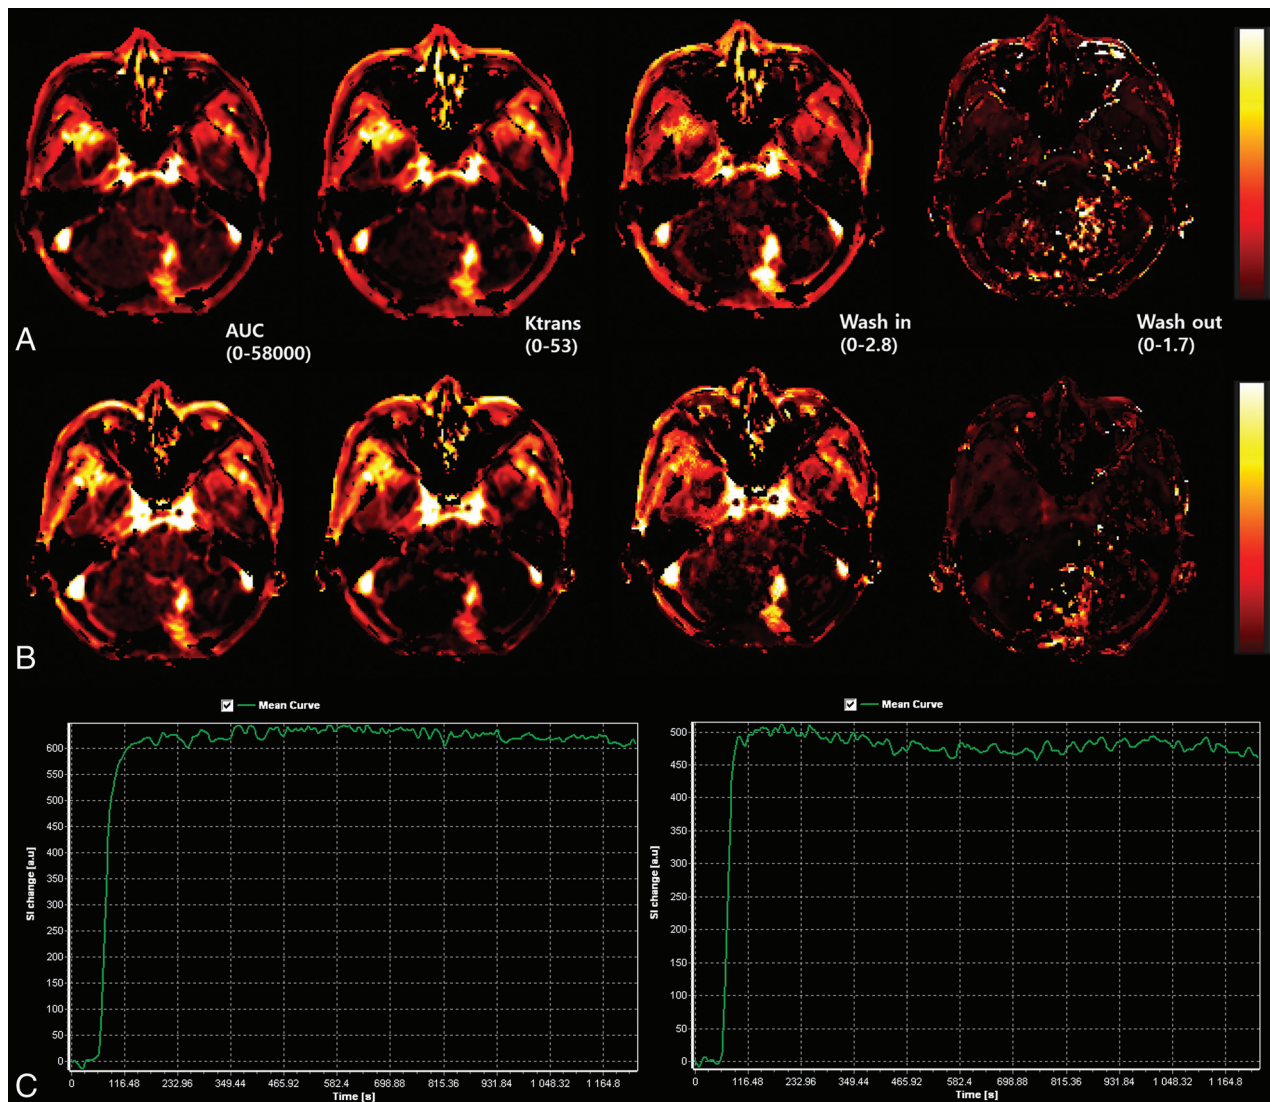 A
AUC
(0-58000)
Ktrans
(0-53)
Wash in
(0-2.8)
Wash out
(0-1.7)
B
Mean Curve
600
550
500
450
400
350
300
250
200
150
100
50
0
SI change [a.u]
0 116.48 232.96 349.44 465.92 582.4 698.88 815.36 931.84 1 048.32 1 164.8
Time [s]
Mean Curve
500
450
400
350
300
250
200
150
100
50
0
SI change [a.u]
0 116.48 232.96 349.44 465.92 582.4 698.88 815.36 931.84 1 048.32 1 164.8
Time [s]
C